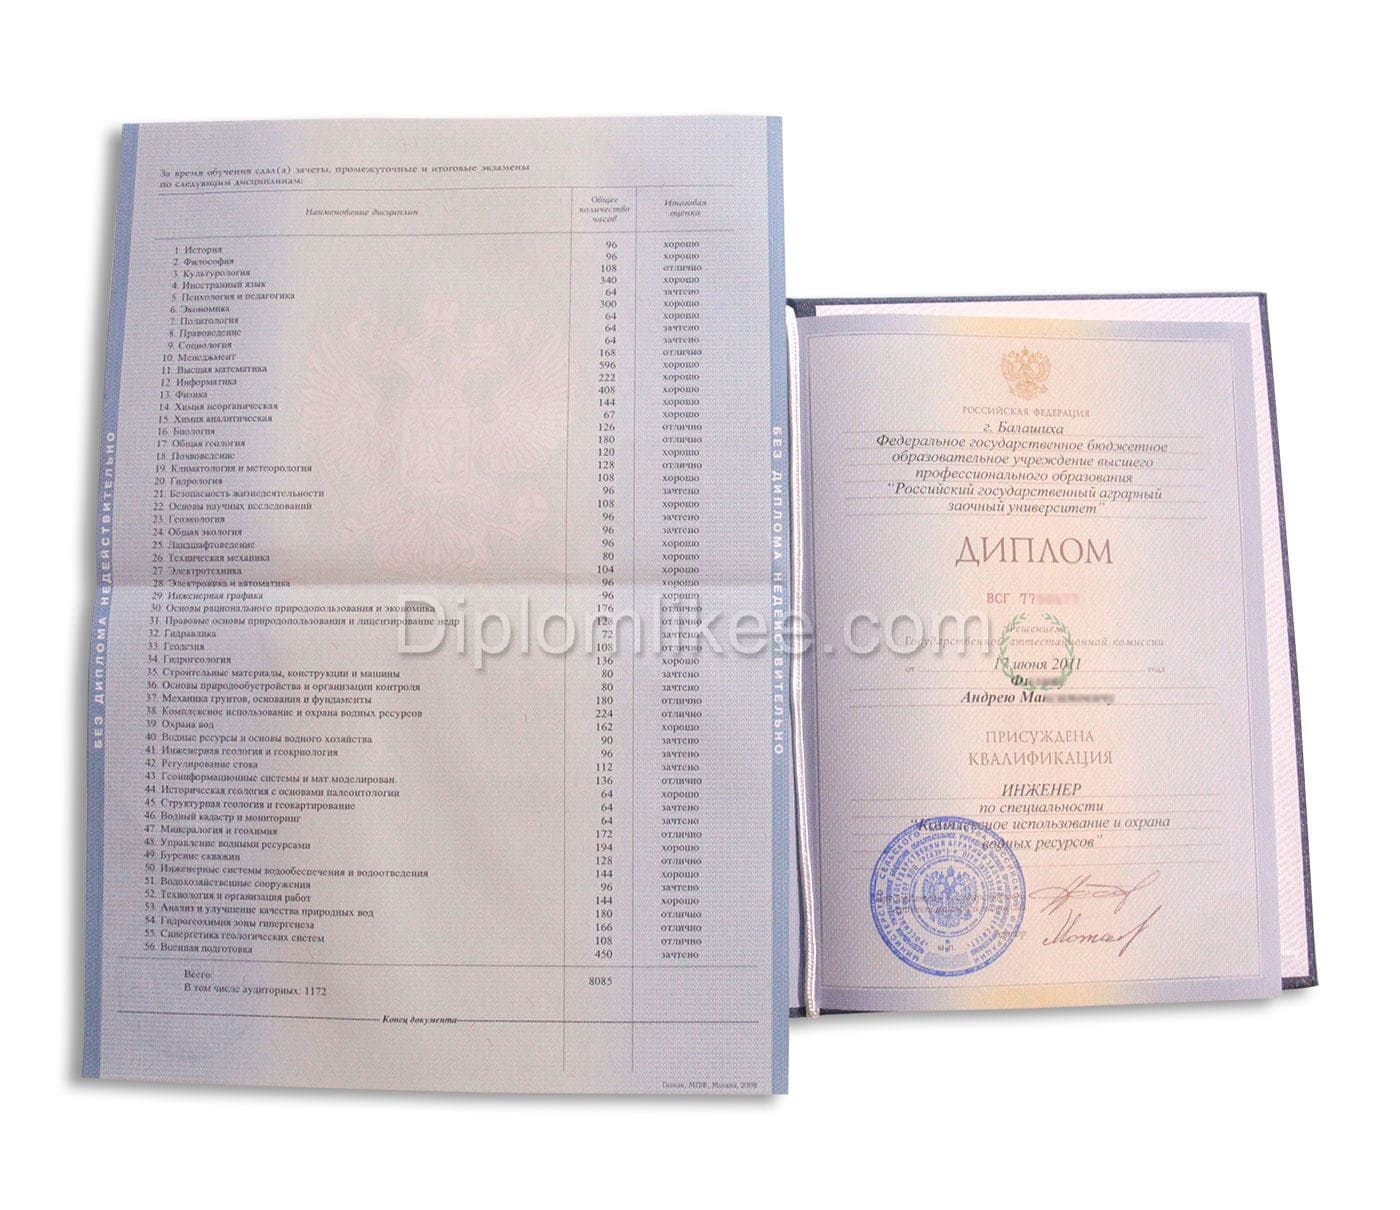 За время обучения сдал(а) зачеты, промежуточные и итоговые экзамены
по следующим дисциплинам:
Наименование дисциплин
Общее количество часов
Итоговая оценка
1. История 96 хорошо
2. Философия 96 хорошо
3. Культурология 108 отлично
4. Иностранный язык 340 хорошо
5. Психология и педагогика 64 зачтено
6. Экономика 300 хорошо
7. Политология 64 хорошо
8. Правоведение 64 зачтено
9. Социология 64 зачтено
10. Менеджмент 168 отлично
11. Высшая математика 596 хорошо
12. Информатика 222 хорошо
13. Физика 408 хорошо
14. Химия неорганическая 144 хорошо
15. Химия аналитическая 67 хорошо
16. Биология 126 отлично
17. Общая геология 180 отлично
18. Почвоведение 120 хорошо
19. Климатология и метеорология 128 отлично
20. Гидрология 108 хорошо
21. Безопасность жизнедеятельности 96 зачтено
22. Основы научных исследований 108 хорошо
23. Геоэкология 96 зачтено
24. Общая экология 96 зачтено
25. Ландшафтоведение 96 хорошо
26. Техническая механика 80 хорошо
27. Электротехника 104 хорошо
28. Электроника и автоматика 96 хорошо
29. Инженерная графика 96 хорошо
30. Основы рационального природопользования и экономика 176 отлично
31. Правовые основы природопользования и лицензирование недр 128 отлично
32. Гидравлика 72 зачтено
33. Геодезия 108 отлично
34. Гидрогеология 136 хорошо
35. Строительные материалы, конструкции и машины 80 зачтено
36. Основы природообустройства и организации контроля 80 зачтено
37. Механика грунтов, основания и фундаменты 180 отлично
38. Комплексное использование и охрана водных ресурсов 224 отлично
39. Охрана вод 162 хорошо
40. Водные ресурсы и основы водного хозяйства 90 зачтено
41. Инженерная геология и геокриология 96 зачтено
42. Регулирование стока 112 зачтено
43. Геоинформационные системы и мат.моделирован. 136 отлично
44. Историческая геология с основами палеонтологии 64 хорошо
45. Структурная геология и геокартирование 64 зачтено
46. Водный кадастр и мониторинг 64 зачтено
47. Минералогия и геохимия 172 отлично
48. Управление водными ресурсами 194 хорошо
49. Бурение скважин 128 отлично
50. Инженерные системы водообеспечения и водоотведения 144 хорошо
51. Водохозяйственные сооружения 96 зачтено
52. Технология и организация работ 144 хорошо
53. Анализ и улучшение качества природных вод 180 отлично
54. Гидрогеохимия зоны гипергенеза 166 отлично
55. Синергетика геологических систем 108 отлично
56. Военная подготовка 450 зачтено
Всего 8085
В том числе аудиторных: 1172
Конец документа
Гознак, МПФ, Москва, 2008
БЕЗ ДИПЛОМА НЕДЕЙСТВИТЕЛЬНО
БЕЗ ДИПЛОМА НЕДЕЙСТВИТЕЛЬНО
Diplomlikee.com
РОССИЙСКАЯ ФЕДЕРАЦИЯ
г. Балашиха
Федеральное государственное бюджетное
образовательное учреждение высшего
профессионального образования
"Российский государственный аграрный
заочный университет"
ДИПЛОМ
ВСГ 77
Решением
Государственной аттестационной комиссии
от 17 июня 2011 года
Андрею
ПРИСУЖДЕНА
КВАЛИФИКАЦИЯ
ИНЖЕНЕР
по специальности
"Комплексное использование и охрана
водных ресурсов"
М.П.